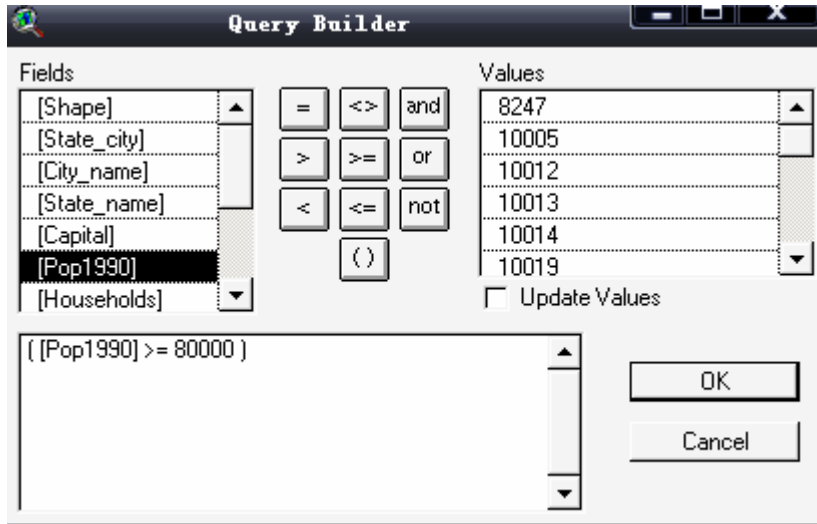 Query Builder
Fields
[Shape]
[State_city]
[City_name]
[State_name]
[Capital]
[Pop1990]
[Households]
= <> and
> >= or
< <= not
( )
Values
8247
10005
10012
10013
10014
10019
Update Values
( [Pop1990] >= 80000 )
OK
Cancel